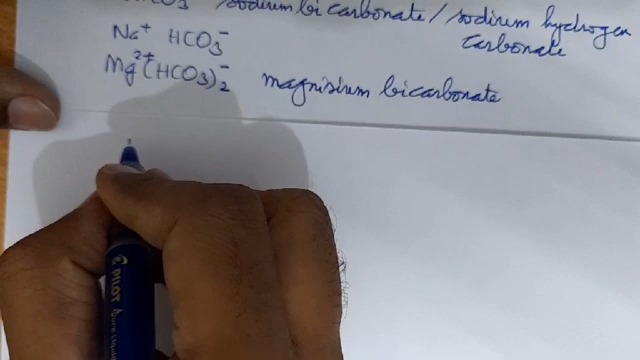 /sodium bicarbonate/sodium hydrogen
carbonate
Na⁺ HCO₃⁻
Mg²⁺(HCO₃)₂⁻ magnisium bicarbonate
PILOT